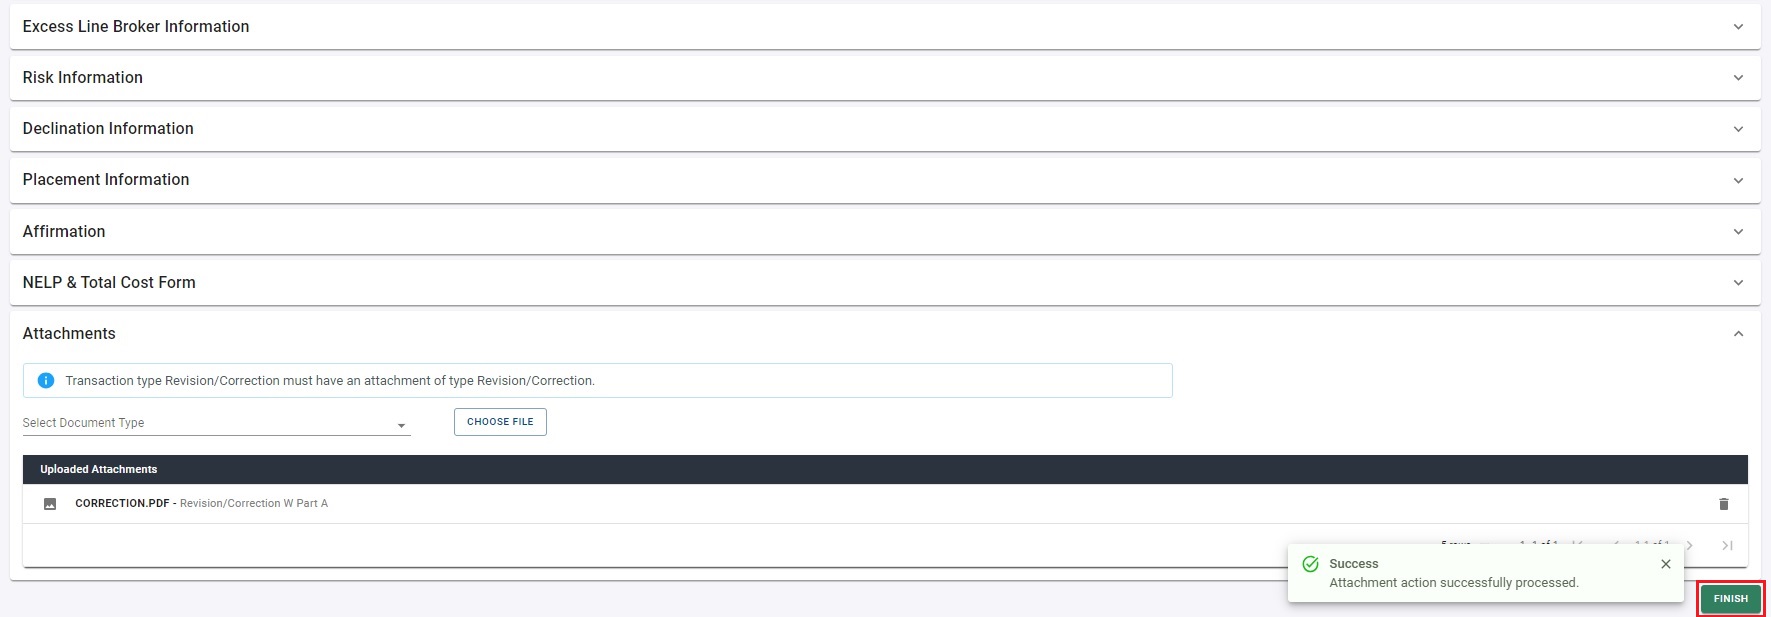 Excess Line Broker Information
Risk Information
Declination Information
Placement Information
Affirmation
NELP & Total Cost Form
Attachments
Transaction type Revision/Correction must have an attachment of type Revision/Correction.
Select Document Type
CHOOSE FILE
Uploaded Attachments
CORRECTION.PDF - Revision/Correction W Part A
Success
Attachment action successfully processed.
FINISH